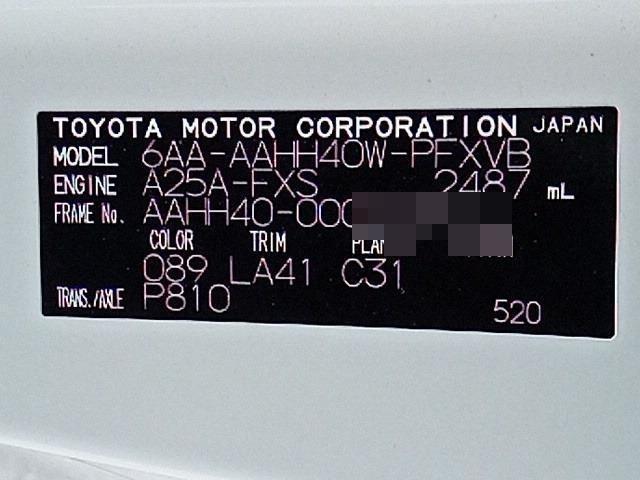 TOYOTA MOTOR CORPORATION JAPAN
MODEL 6AA-AAHH40W-PFXVB
ENGINE A25A-FXS 2487 mL
FRAME No. AAHH40-000
COLOR TRIM
089 LA41 C31
TRANS./AXLE P810
520